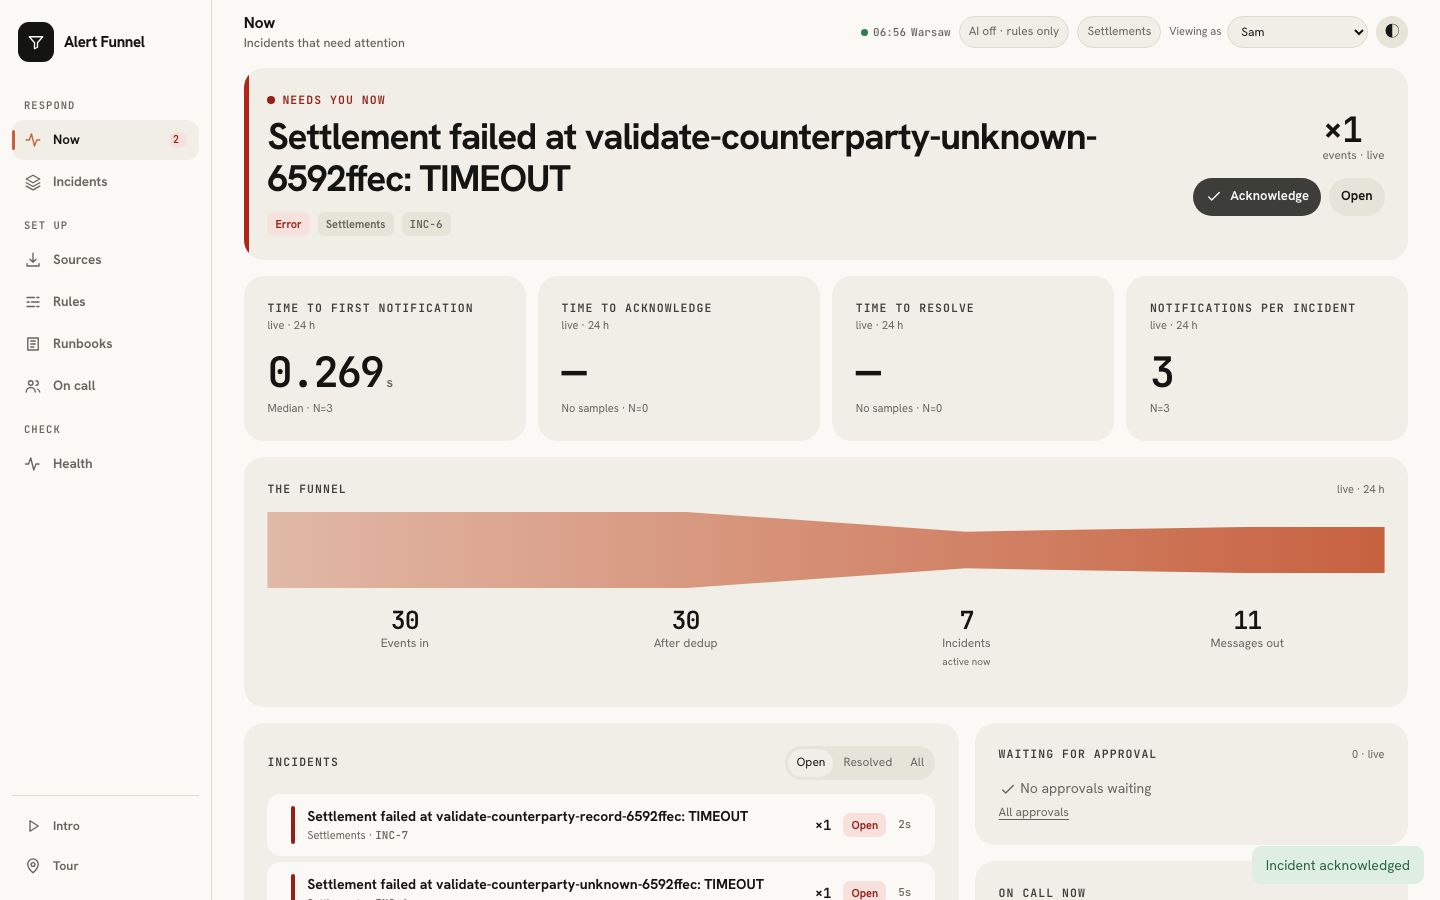 Alert Funnel
RESPOND
Now 2
Incidents
SET UP
Sources
Rules
Runbooks
On call
CHECK
Health
Intro
Tour
Now
Incidents that need attention
06:56 Warsaw
AI off · rules only
Settlements
Viewing as
Sam
NEEDS YOU NOW
Settlement failed at validate-counterparty-unknown-
6592ffec: TIMEOUT
Error
Settlements
INC-6
×1
events · live
Acknowledge
Open
TIME TO FIRST NOTIFICATION
live · 24 h
0.269 s
Median · N=3
TIME TO ACKNOWLEDGE
live · 24 h
—
No samples · N=0
TIME TO RESOLVE
live · 24 h
—
No samples · N=0
NOTIFICATIONS PER INCIDENT
live · 24 h
3
N=3
THE FUNNEL
live · 24 h
30
Events in
30
After dedup
7
Incidents
active now
11
Messages out
INCIDENTS
Open
Resolved
All
Settlement failed at validate-counterparty-record-6592ffec: TIMEOUT
Settlements · INC-7
×1
Open
2s
Settlement failed at validate-counterparty-unknown-6592ffec: TIMEOUT
×1
Open
5s
WAITING FOR APPROVAL
0 · live
No approvals waiting
All approvals
ON CALL NOW
Incident acknowledged